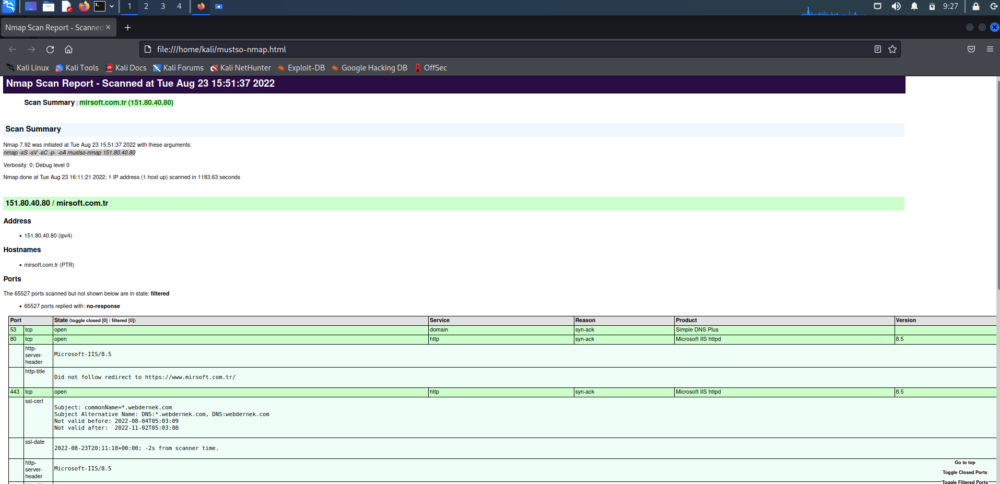 1 2 3 4
9:27
Nmap Scan Report - Scanned
file:///home/kali/mustso-nmap.html
Kali Linux Kali Tools Kali Docs Kali Forums Kali NetHunter Exploit-DB Google Hacking DB OffSec
Nmap Scan Report - Scanned at Tue Aug 23 15:51:37 2022
Scan Summary | mirsoft.com.tr (151.80.40.80)
Scan Summary
Nmap 7.92 was initiated at Tue Aug 23 15:51:37 2022 with these arguments:
nmap -sS -sV -sC -p- -oA mustso-nmap 151.80.40.80
Verbosity: 0; Debug level 0
Nmap done at Tue Aug 23 16:11:21 2022; 1 IP address (1 host up) scanned in 1183.63 seconds
151.80.40.80 / mirsoft.com.tr
Address
• 151.80.40.80 (ipv4)
Hostnames
• mirsoft.com.tr (PTR)
Ports
The 65527 ports scanned but not shown below are in state: filtered
• 65527 ports replied with: no-response
Port State (toggle closed [0] | filtered [0]) Service Reason Product Version
53 tcp open domain syn-ack Simple DNS Plus
80 tcp open http syn-ack Microsoft IIS httpd 8.5
http-
server-
header
Microsoft-IIS/8.5
http-title
Did not follow redirect to https://www.mirsoft.com.tr/
443 tcp open http syn-ack Microsoft IIS httpd 8.5
ssl-cert
Subject: commonName=*.webdernek.com
Subject Alternative Name: DNS:*.webdernek.com, DNS:webdernek.com
Not valid before: 2022-08-04T05:03:09
Not valid after:  2022-11-02T05:03:08
ssl-date
2022-08-23T20:11:18+00:00; -2s from scanner time.
http-
server-
header
Microsoft-IIS/8.5
Go to top
Toggle Closed Ports
Toggle Filtered Ports